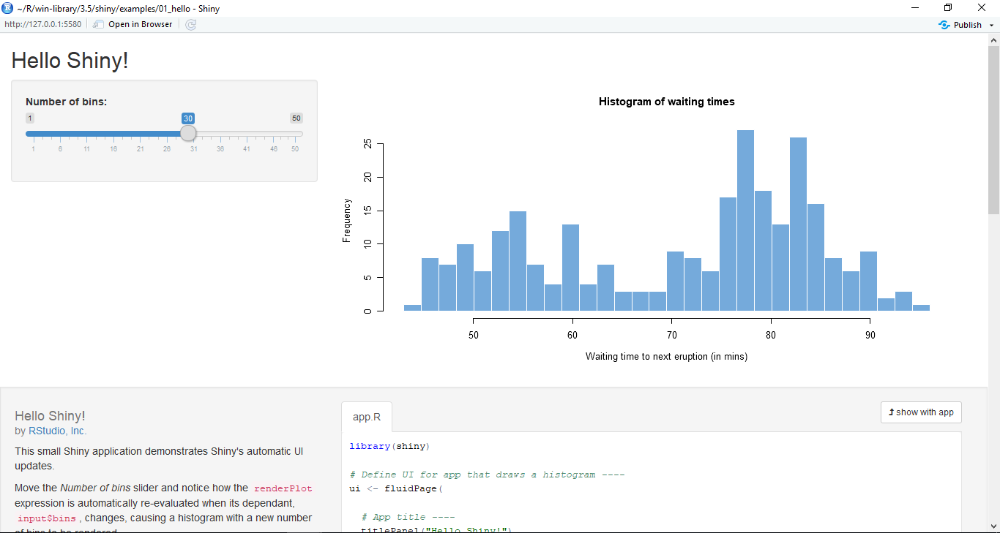 ~/R/win-library/3.5/shiny/examples/01_hello - Shiny
http://127.0.0.1:5580 Open in Browser Publish
Hello Shiny!
Number of bins:
1 30 50
1 6 11 16 21 26 31 36 41 46 50
Histogram of waiting times
Frequency
25
20
15
10
5
0
50 60 70 80 90
Waiting time to next eruption (in mins)
Hello Shiny!
by RStudio, Inc.
This small Shiny application demonstrates Shiny's automatic UI
updates.
Move the Number of bins slider and notice how the renderPlot
expression is automatically re-evaluated when its dependant,
input$bins , changes, causing a histogram with a new number
of bins to be rendered.
app.R
show with app
library(shiny)
# Define UI for app that draws a histogram ----
ui <- fluidPage(
# App title ----
titlePanel("Hello Shiny!")